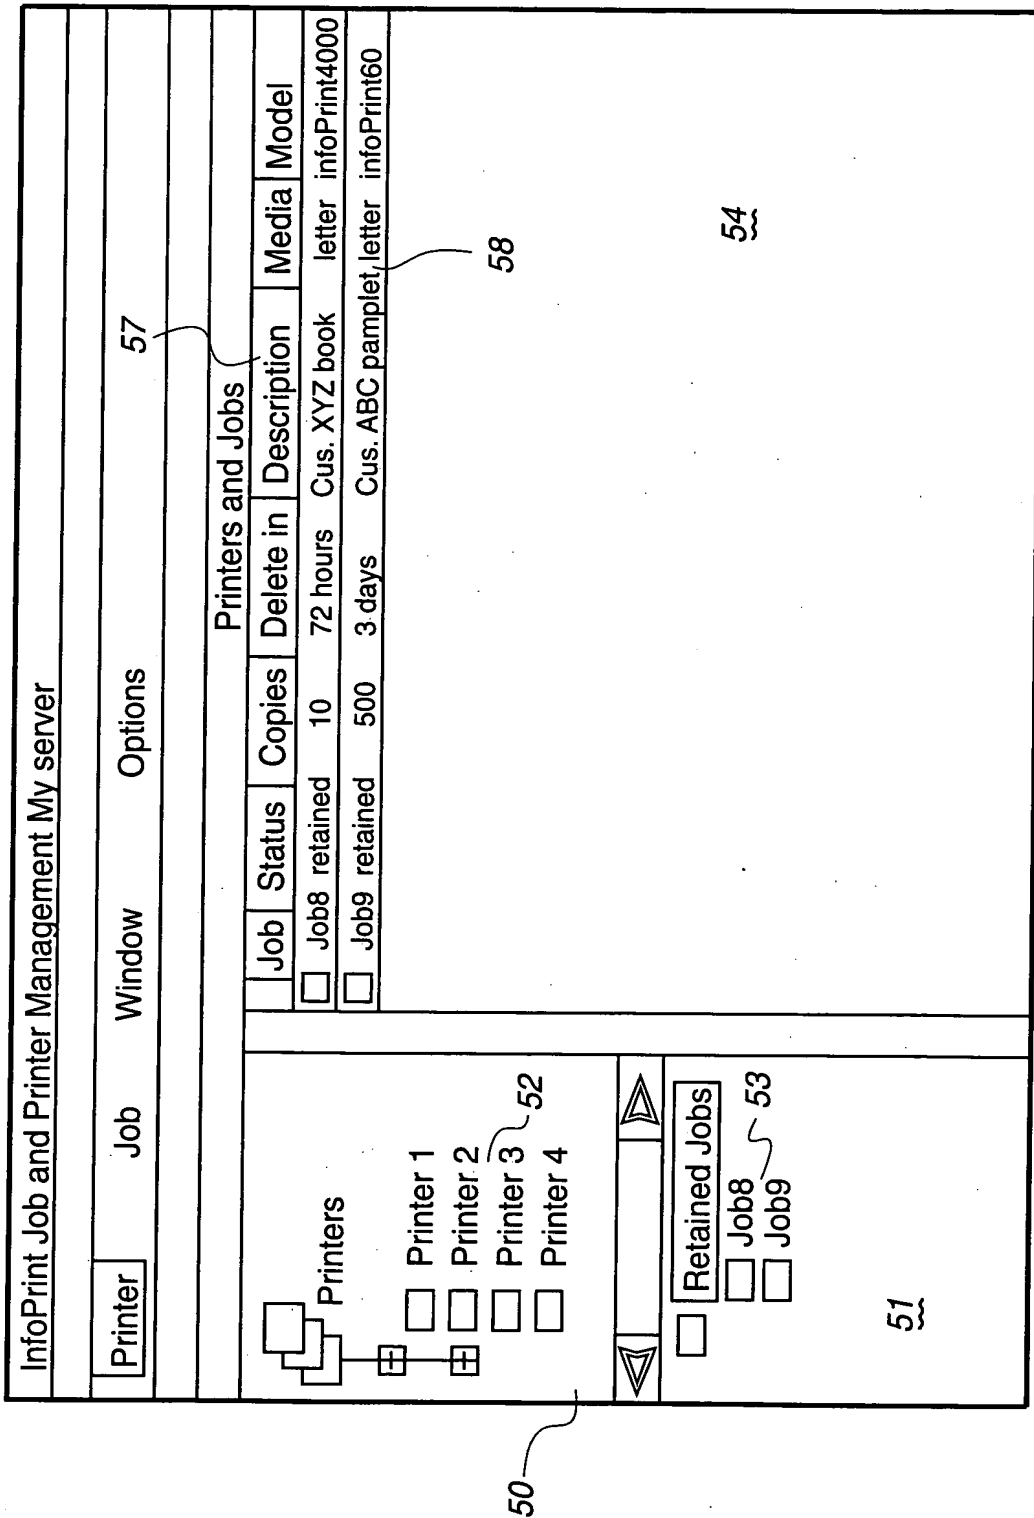 InfoPrint Job and Printer Management My server
Printer Job Window Options
57
Printers and Jobs
Job Status Copies Delete in Description Media Model
Job8 retained 10 72 hours Cus. XYZ book letter infoPrint4000
Job9 retained 500 3 days Cus. ABC pamplet, letter infoPrint60
58
54
Printers
Printer 1
Printer 2
Printer 3
Printer 4
52
50
Retained Jobs
Job8
Job9
53
51